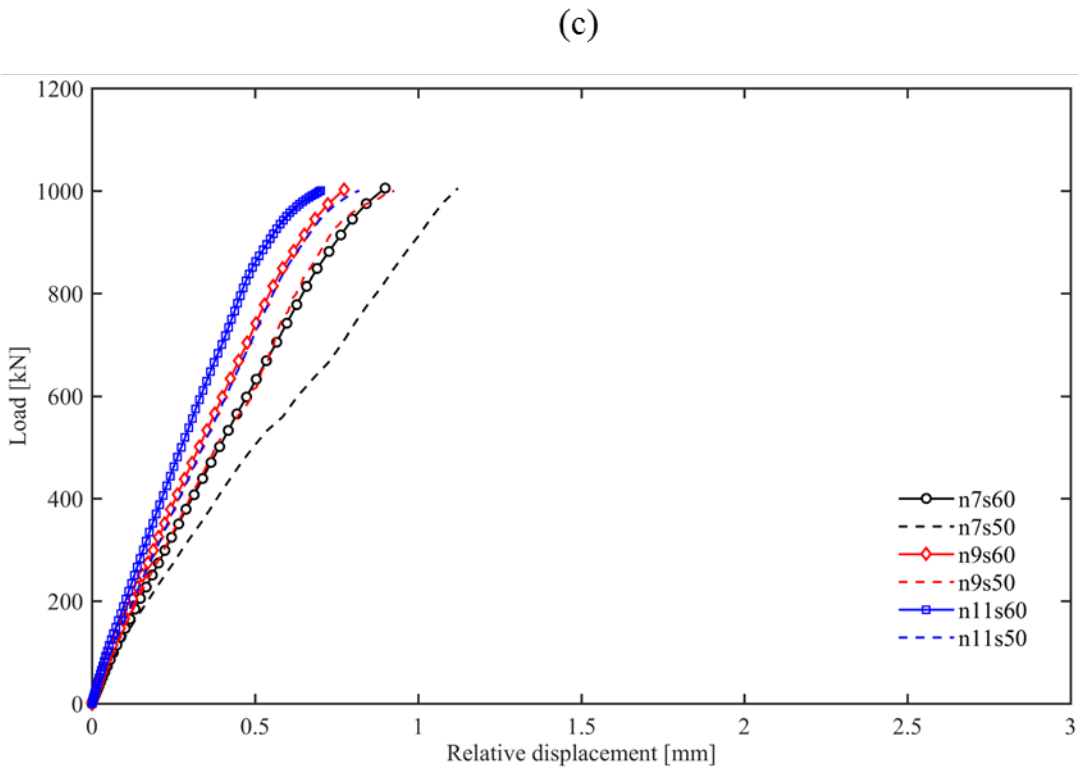 (c)
1200
1000
800
600
400
200
0
Load [kN]
0 0.5 1 1.5 2 2.5 3
Relative displacement [mm]
n7s60
n7s50
n9s60
n9s50
n11s60
n11s50